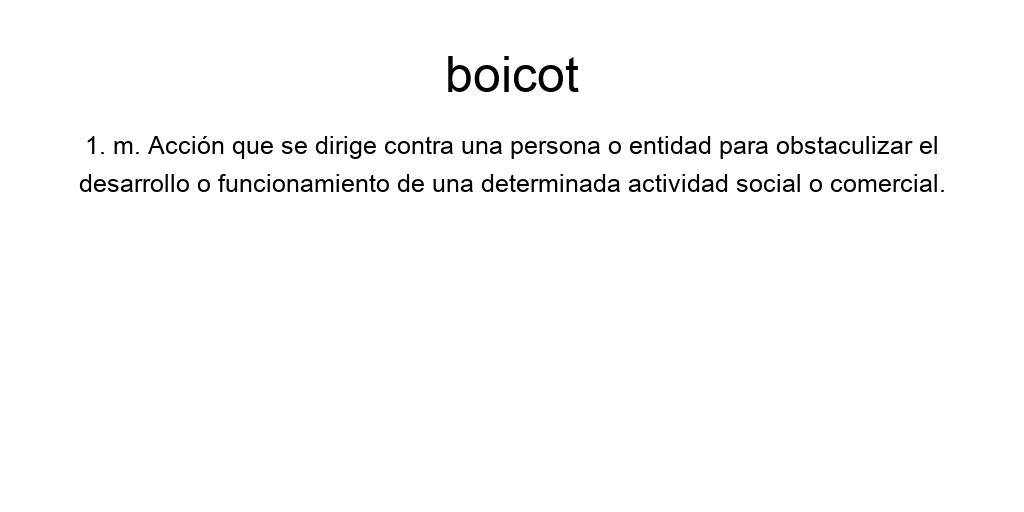 boicot
1. m. Acción que se dirige contra una persona o entidad para obstaculizar el
desarrollo o funcionamiento de una determinada actividad social o comercial.